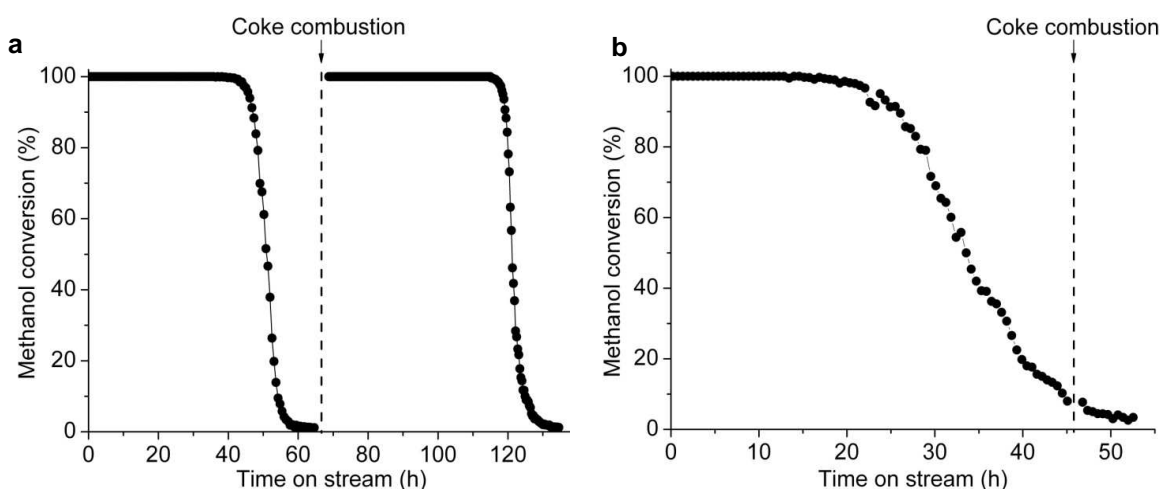 a
Coke combustion
Methanol conversion (%)
100
80
60
40
20
0
0 20 40 60 80 100 120
Time on stream (h)
b
Coke combustion
Methanol conversion (%)
100
80
60
40
20
0
0 10 20 30 40 50
Time on stream (h)